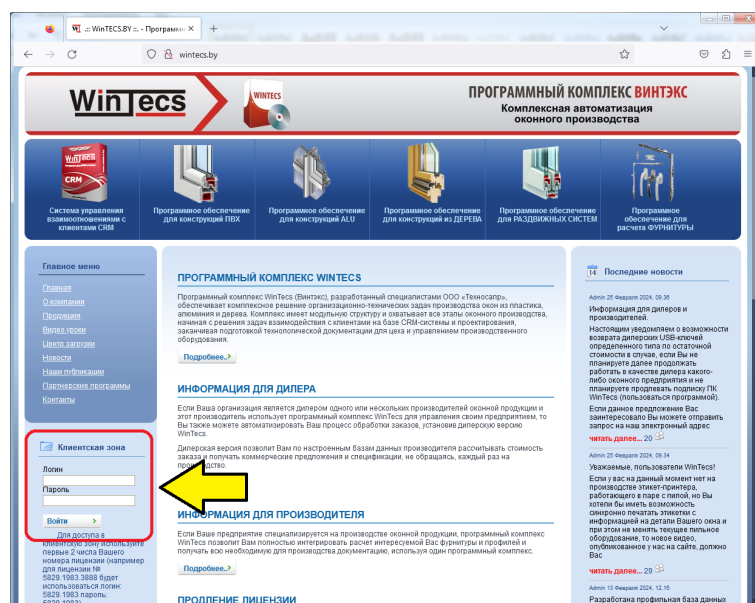 .:: WinTECS.BY ::. - Программн
wintecs.by
WinTecs
WINTECS
ПРОГРАММНЫЙ КОМПЛЕКС ВИНТЭКС
Комплексная автоматизация
оконного производства
WinTecs
CRM
Система управления
взаимоотношениями с
клиентами CRM
Программное обеспечение
для конструкций ПВХ
Программное обеспечение
для конструкций ALU
Программное обеспечение
для конструкций из ДЕРЕВА
Программное обеспечение
для РАЗДВИЖНЫХ СИСТЕМ
Программное
обеспечение для
расчета ФУРНИТУРЫ
Главное меню
Главная
О компании
Продукция
Видео уроки
Центр загрузки
Новости
Наши публикации
Партнерские программы
Контакты
Клиентская зона
Логин
Пароль
Войти
Для доступа в
клиентскую зону используйте
первые 2 числа Вашего
номера лицензии (например
для лицензии №
5829.1983.3888 будет
использоваться логин:
5829.1983 пароль:
5829.1983)
ПРОГРАММНЫЙ КОМПЛЕКС WINTECS
Программный комплекс WinTecs (Винтэкс), разработанный специалистами ООО «Техносапр»,
обеспечивает комплексное решение организационно-технических задач производства окон из пластика,
алюминия и дерева. Комплекс имеет модульную структуру и охватывает все этапы оконного производства,
начиная с решения задач взаимодействия с клиентами на базе CRM-системы и проектирования,
заканчивая подготовкой технологической документации для цеха и управлением производственного
оборудования.
Подробнее..
ИНФОРМАЦИЯ ДЛЯ ДИЛЕРА
Если Ваша организация является дилером одного или нескольких производителей оконной продукции и
этот производитель использует программный комплекс WinTecs для управления своим предприятием, то
Вы также можете автоматизировать Ваш процесс обработки заказов, установив дилерскую версию
WinTecs.
Дилерская версия позволит Вам по настроенным базам данных производителя рассчитывать стоимость
заказа и получать коммерческие предложения и спецификации, не обращаясь, каждый раз на
производство.
ИНФОРМАЦИЯ ДЛЯ ПРОИЗВОДИТЕЛЯ
Если Ваше предприятие специализируется на производстве оконной продукции, программный комплекс
WinTecs позволит Вам полностью интегрировать расчет интересуемой Вас фурнитуры и профилей и
получать всю необходимую для производства документацию, используя один программный комплекс.
Подробнее..
ПРОДЛЕНИЕ ЛИЦЕНЗИИ
14
Последние новости
Admin 25 Февраля 2024, 09.36
Информация для дилеров и
производителей.
Настоящим уведомляем о возможности
возврата дилерских USB-ключей
определенного типа по остаточной
стоимости в случае, если Вы не
планируете далее продолжать
работать в качестве дилера какого-
либо оконного предприятия и не
планируете продлевать подписку ПК
WinTecs (пользоваться программой).
Если данное предложение Вас
заинтересовало Вы можете отправить
запрос на наш электронный адрес
читать далее... 20
Admin 25 Февраля 2024, 09.34
Уважаемые, пользователи WinTecs!
Если у вас на данный момент нет на
производстве этикет-принтера,
работающего в паре с пилой, но Вы
хотели бы иметь возможность
синхронно печатать этикетки с
информацией на детали Вашего окна и
при этом не менять текущее пильное
оборудование, то новое видео,
опубликованное у нас на сайте, должно
Вас
читать далее... 29
Admin 13 Февраля 2024, 12.16
Разработана профильная база данных